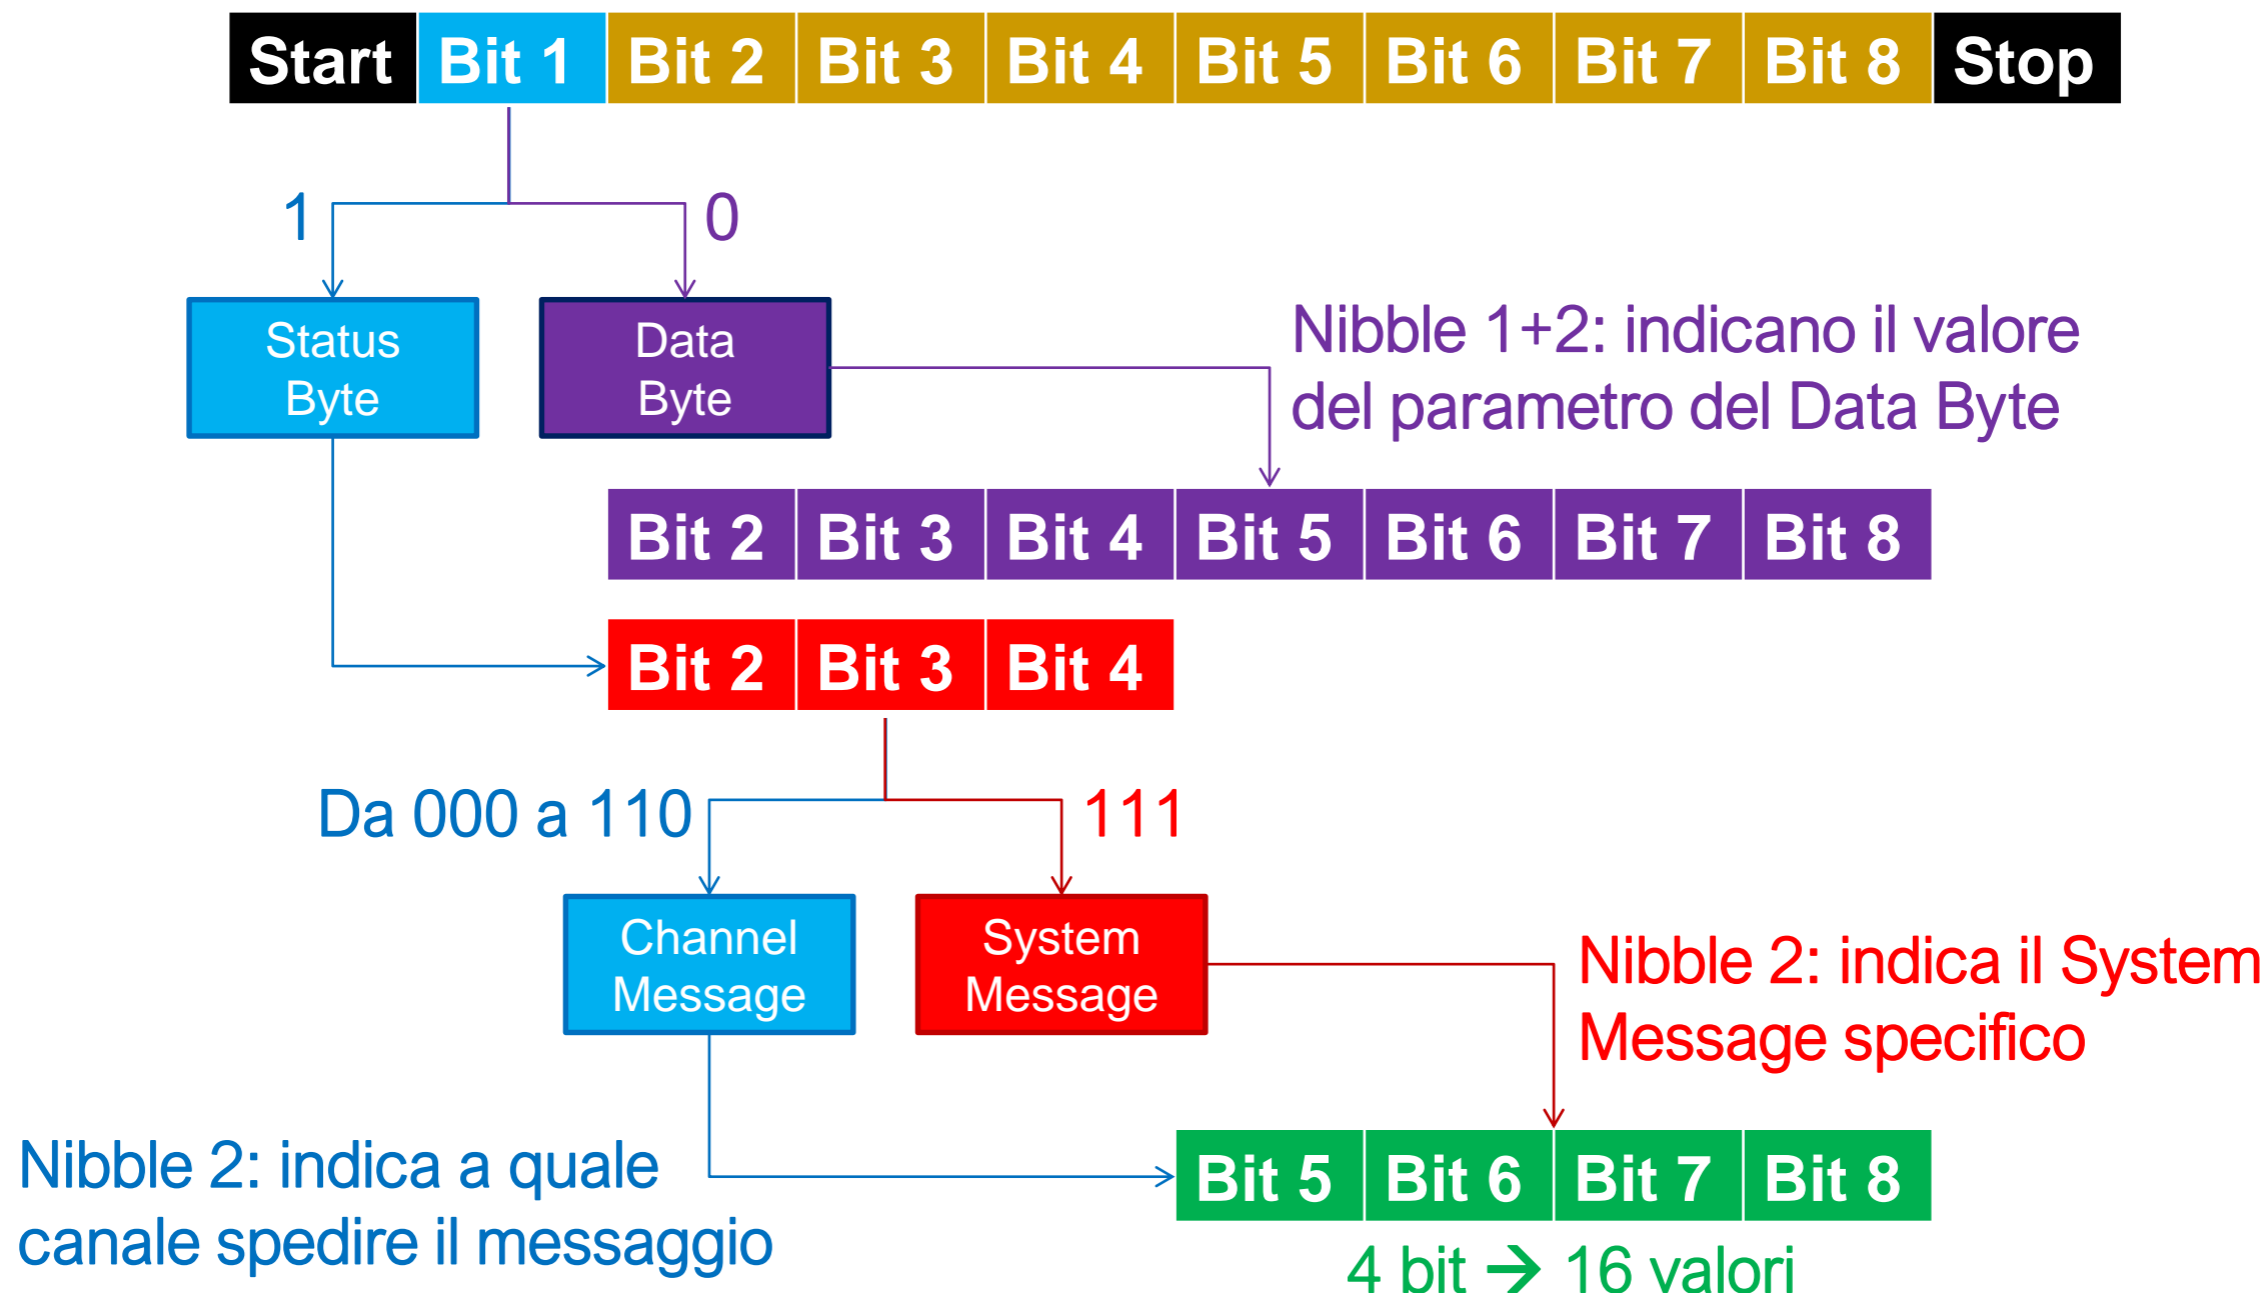 Start Bit 1 Bit 2 Bit 3 Bit 4 Bit 5 Bit 6 Bit 7 Bit 8 Stop
1 0
Status
Byte
Data
Byte
Nibble 1+2: indicano il valore
del parametro del Data Byte
Bit 2 Bit 3 Bit 4 Bit 5 Bit 6 Bit 7 Bit 8
Bit 2 Bit 3 Bit 4
Da 000 a 110 111
Channel
Message
System
Message
Nibble 2: indica il System
Message specifico
Nibble 2: indica a quale
canale spedire il messaggio
Bit 5 Bit 6 Bit 7 Bit 8
4 bit → 16 valori